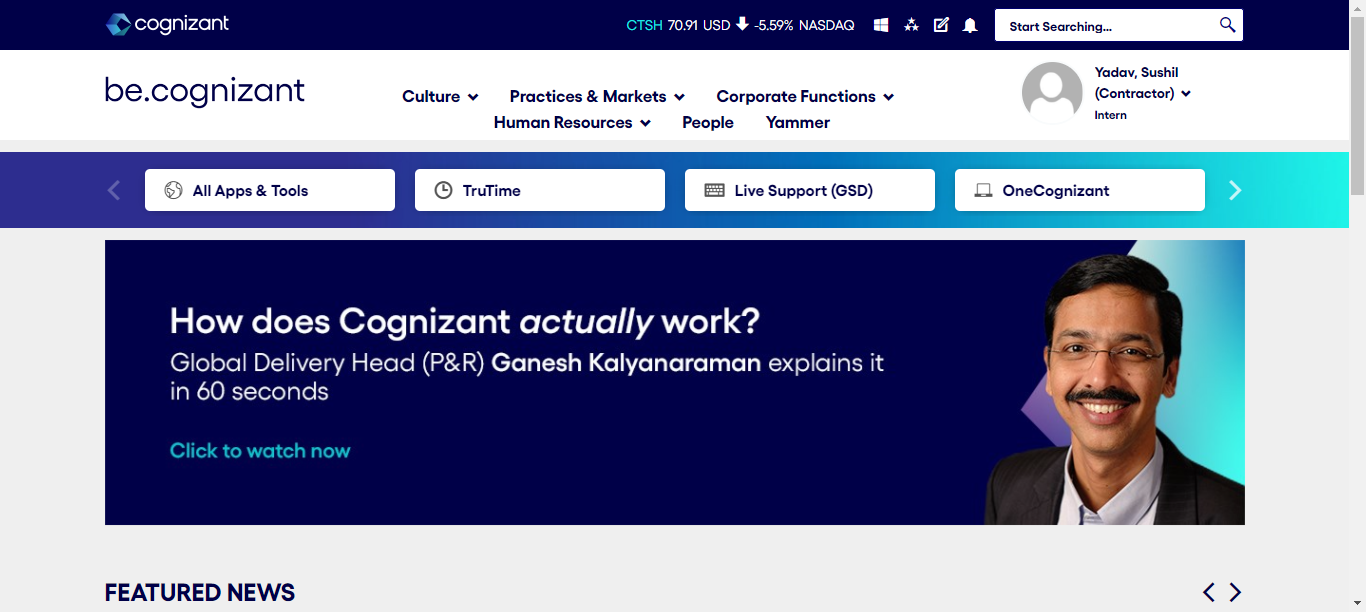 cognizant
CTSH 70.91 USD -5.59% NASDAQ
Start Searching...
be.cognizant
Culture
Practices & Markets
Corporate Functions
Human Resources
People
Yammer
Yadav, Sushil
(Contractor)
Intern
All Apps & Tools
TruTime
Live Support (GSD)
OneCognizant
How does Cognizant actually work?
Global Delivery Head (P&R) Ganesh Kalyanaraman explains it
in 60 seconds
Click to watch now
FEATURED NEWS